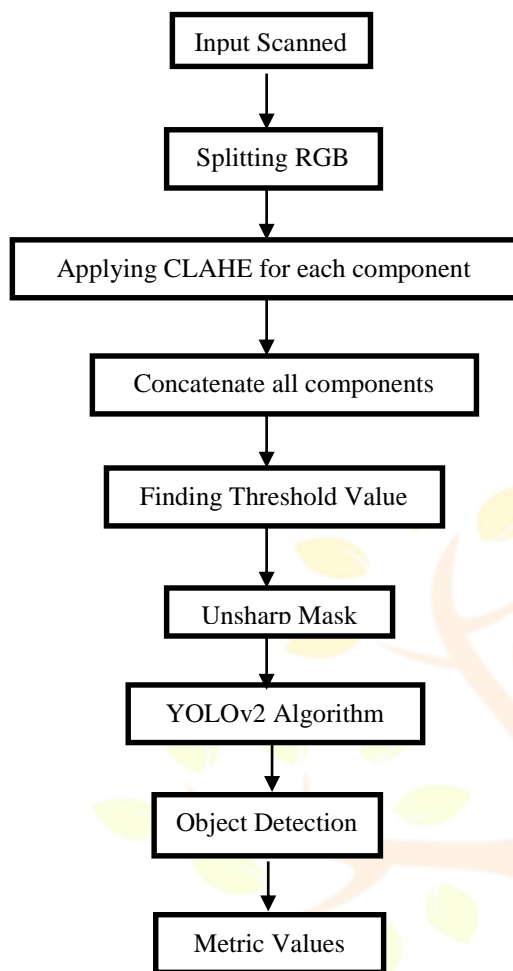 Input Scanned
Splitting RGB
Applying CLAHE for each component
Concatenate all components
Finding Threshold Value
Unsharp Mask
YOLOv2 Algorithm
Object Detection
Metric Values